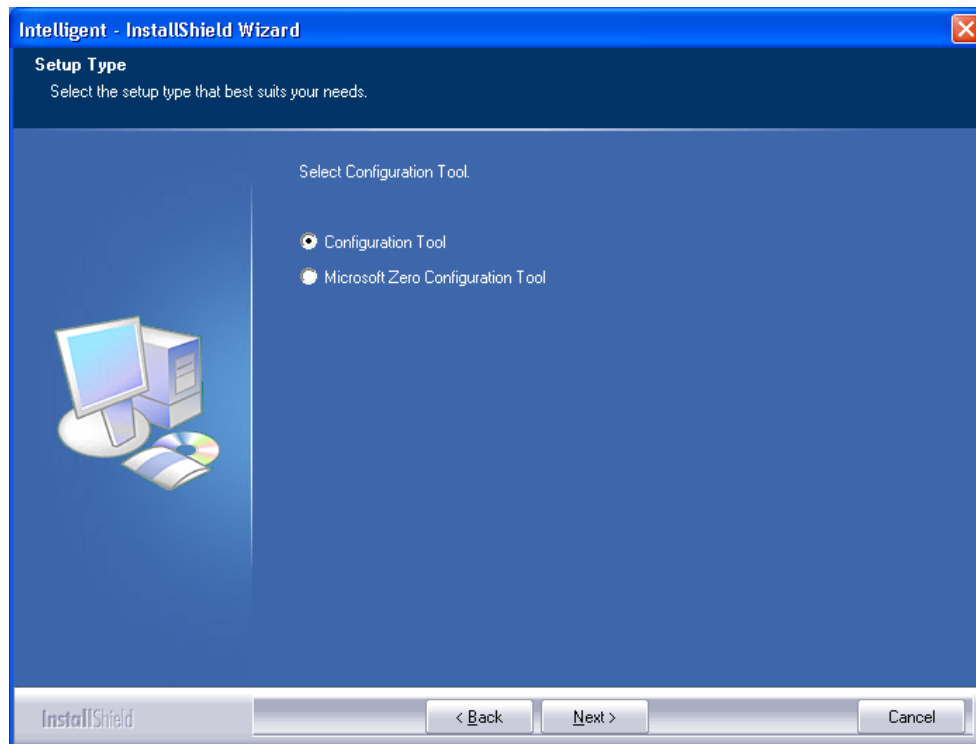 Intelligent - InstallShield Wizard
Setup Type
Select the setup type that best suits your needs.
Select Configuration Tool.
Configuration Tool
Microsoft Zero Configuration Tool
InstallShield
< Back
Next >
Cancel